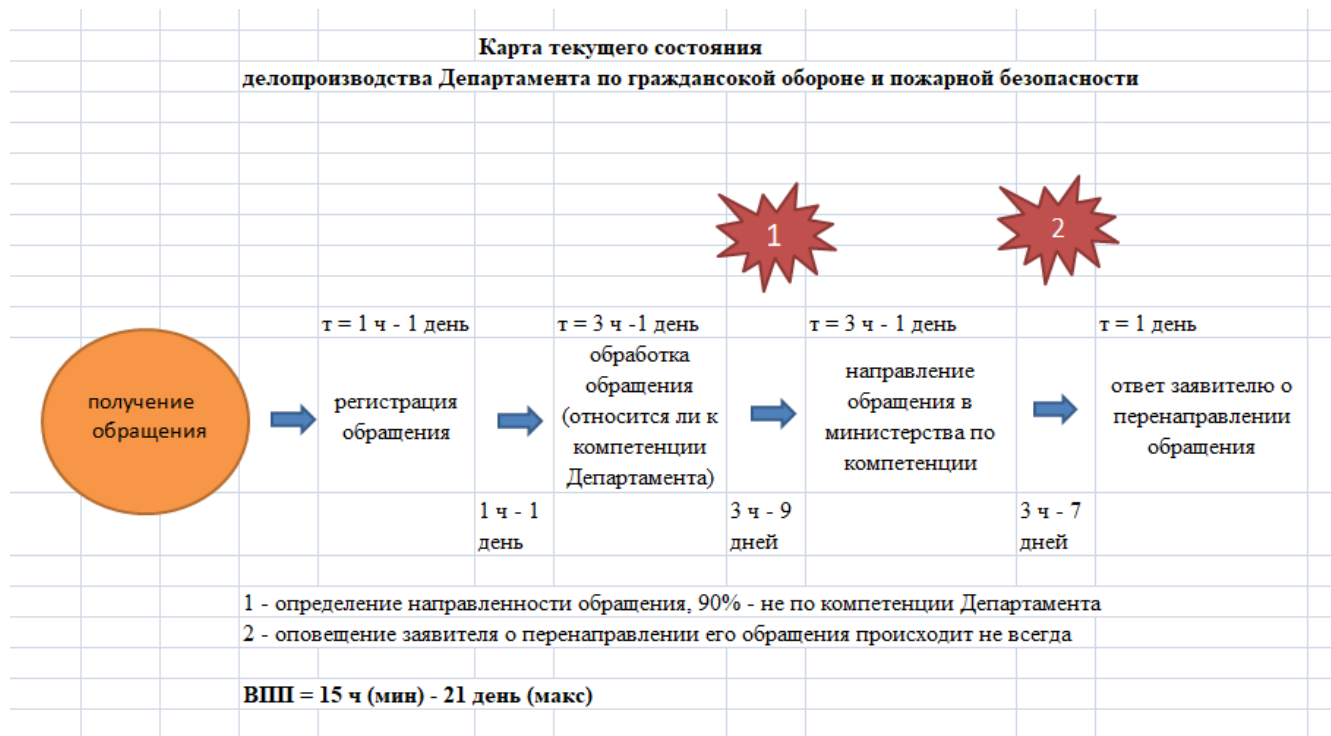 Карта текущего состояния
делопроизводства Департамента по граждансокой обороне и пожарной безопасности
1
2
т = 1 ч - 1 день
т = 3 ч -1 день
т = 3 ч - 1 день
т = 1 день
получение
обращения
регистрация
обращения
обработка
обращения
(относится ли к
компетенции
Департамента)
направление
обращения в
министерства по
компетенции
ответ заявителю о
перенаправлении
обращения
1 ч - 1
день
3 ч - 9
дней
3 ч - 7
дней
1 - определение направленности обращения, 90% - не по компетенции Департамента
2 - оповещение заявителя о перенаправлении его обращения происходит не всегда
ВПП = 15 ч (мин) - 21 день (макс)